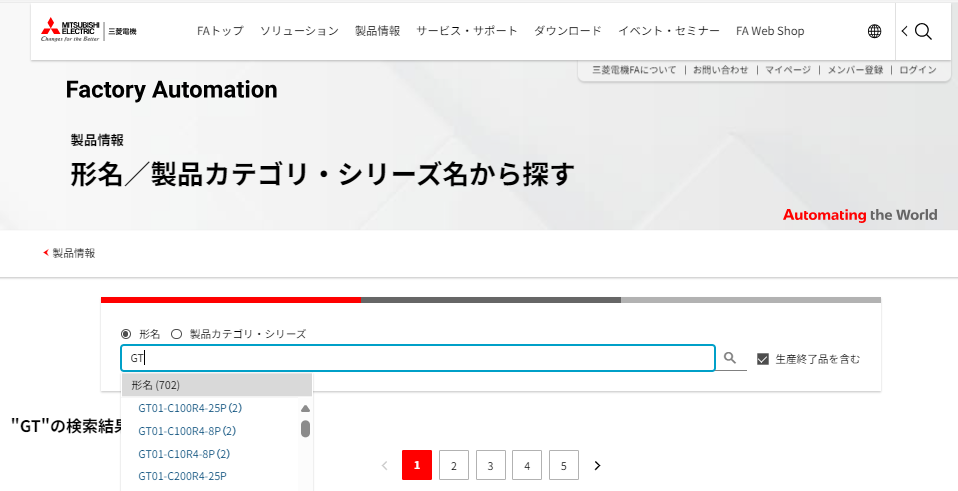 MITSUBISHI ELECTRIC 三菱電機
Changes for the Better
FAトップ ソリューション 製品情報 サービス・サポート ダウンロード イベント・セミナー FA Web Shop
三菱電機FAについて | お問い合わせ | マイページ | メンバー登録 | ログイン
Factory Automation
製品情報
形名／製品カテゴリ・シリーズ名から探す
Automating the World
製品情報
形名 製品カテゴリ・シリーズ
GT
生産終了品を含む
形名 (702)
GT01-C100R4-25P(2)
"GT"の検索結果
GT01-C100R4-8P(2)
GT01-C10R4-8P(2)
1 2 3 4 5
GT01-C200R4-25P